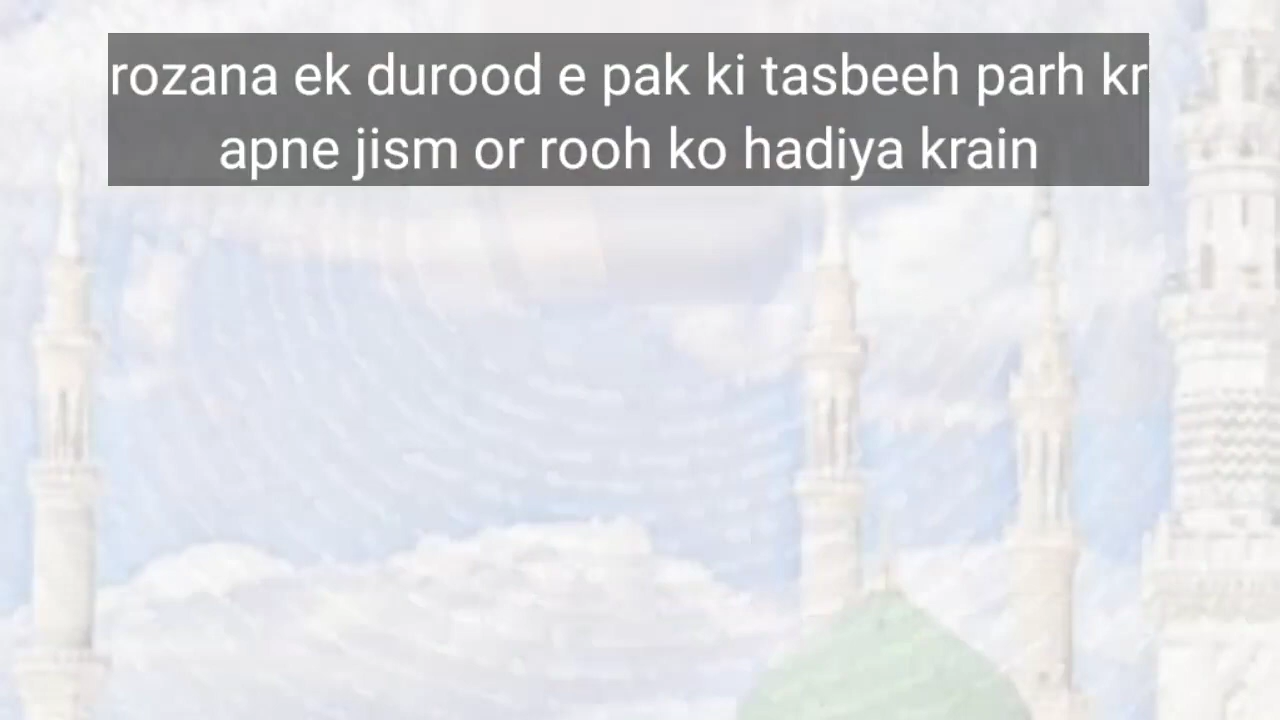 rozana ek durood e pak ki tasbeeh parh kr
apne jism or rooh ko hadiya krain